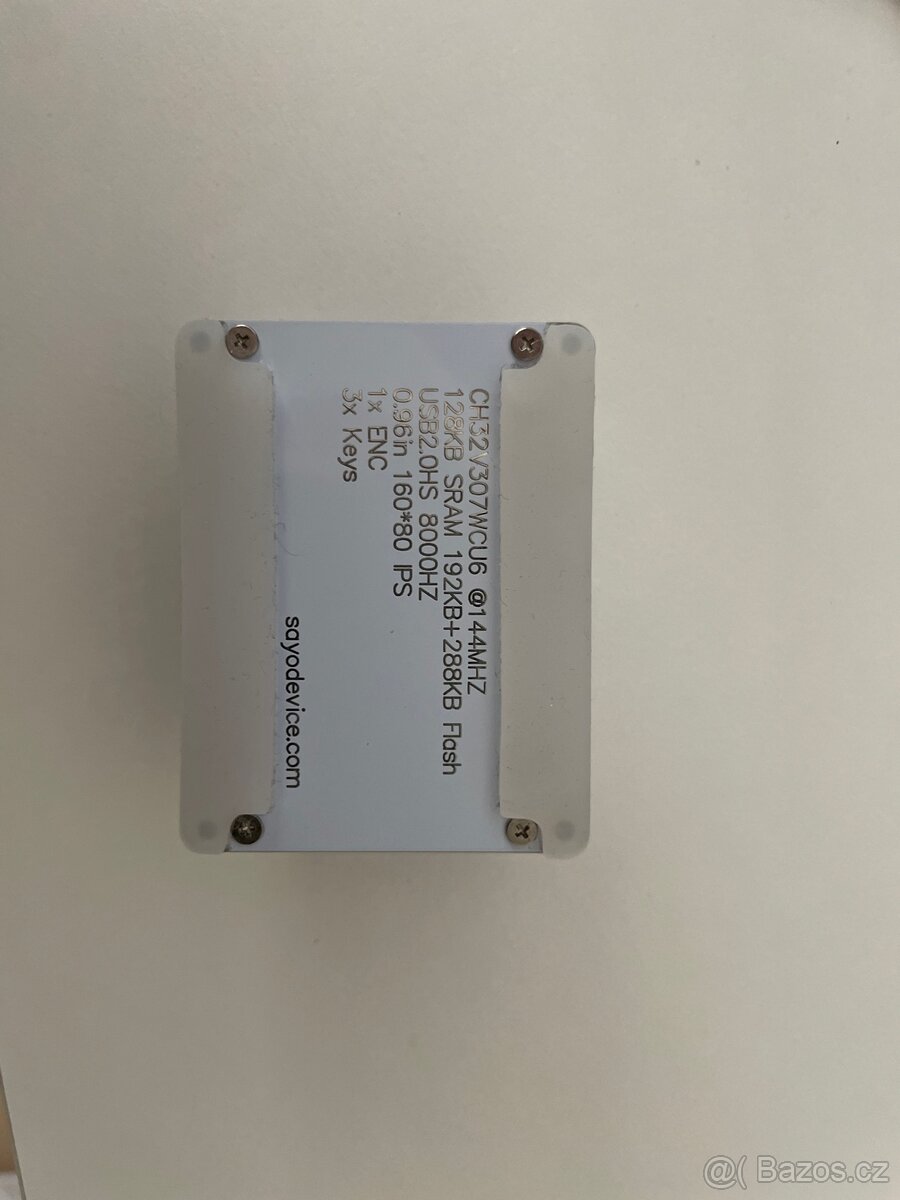 CH32V307WCU6 @144MHZ
128KB SRAM 192KB+288KB Flash
USB2.0HS 8000HZ
0.96in 160*80 IPS
1x ENC
3x Keys
sayodevice.com
@( Bazos.cz